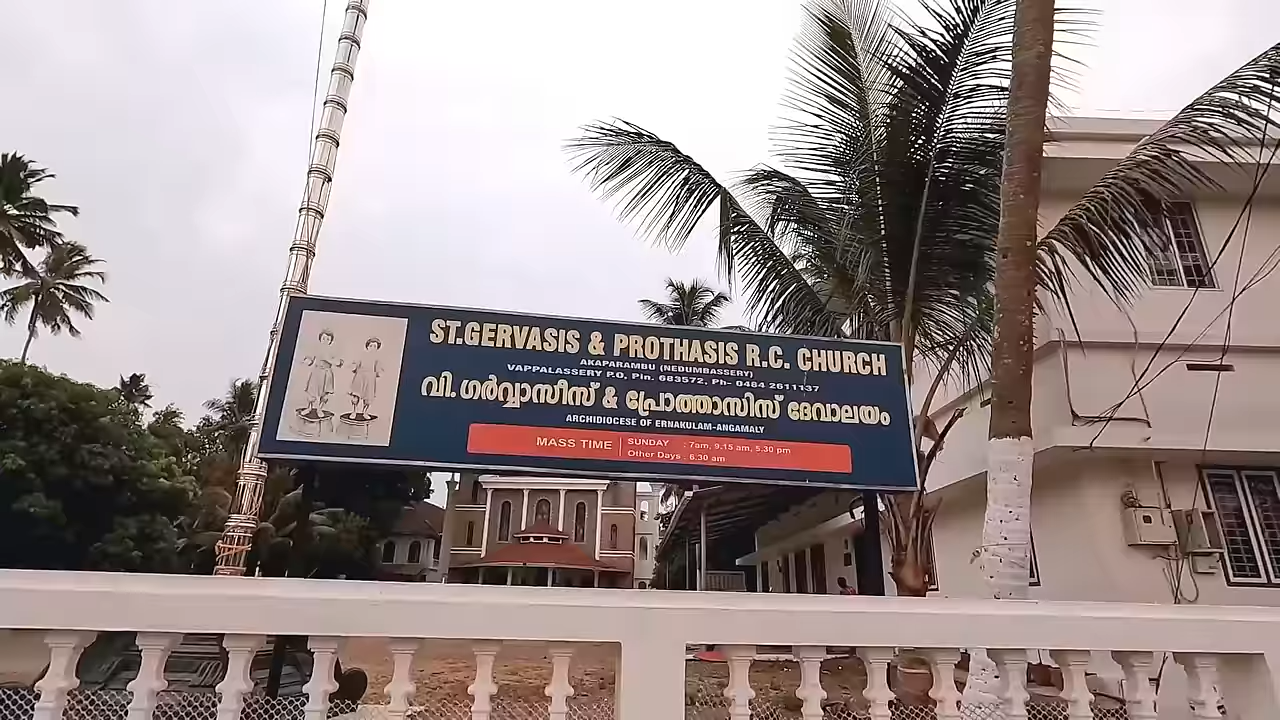 ST.GERVASIS & PROTHASIS R.C. CHURCH
AKAPARAMBU (NEDUMBASSERY)
VAPPALASSERY P.O, Pin. 683572, Ph- 0484 2611137
വി. ഗർവ്വാസീസ് & പ്രോത്താസിസ് ദേവാലയം
ARCHIDIOCESE OF ERNAKULAM-ANGAMALY
MASS TIME
SUNDAY : 7am, 9.15 am, 5.30 pm
Other Days : 6.30 am